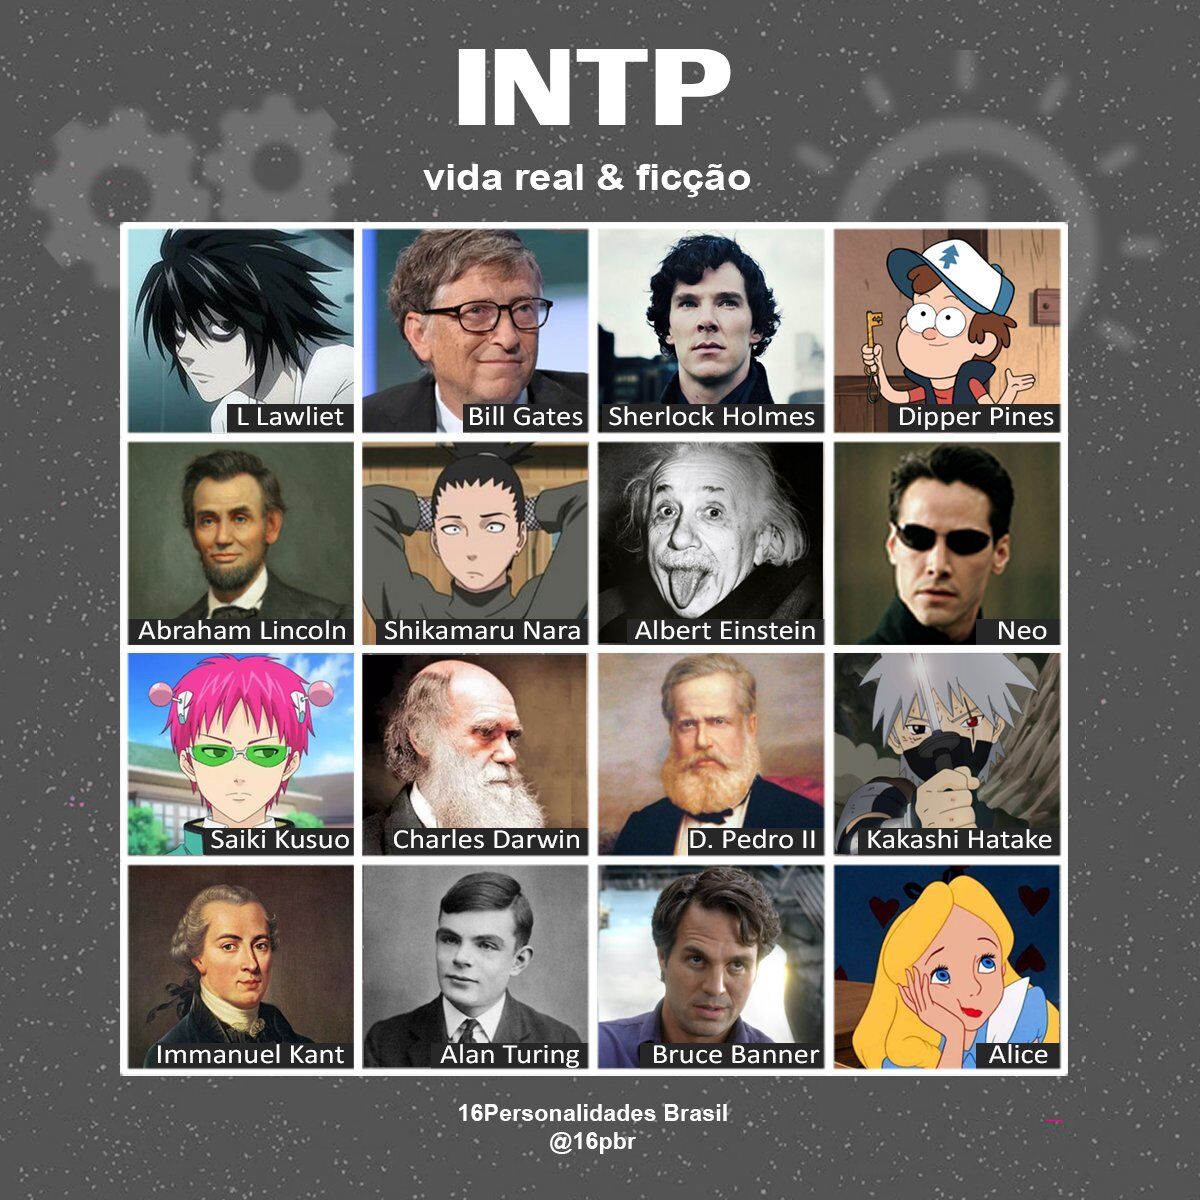 INTP
vida real & ficção
L Lawliet
Bill Gates
Sherlock Holmes
Dipper Pines
Abraham Lincoln
Shikamaru Nara
Albert Einstein
Neo
Saiki Kusuo
Charles Darwin
D. Pedro II
Kakashi Hatake
Immanuel Kant
Alan Turing
Bruce Banner
Alice
16Personalidades Brasil
@16pbr